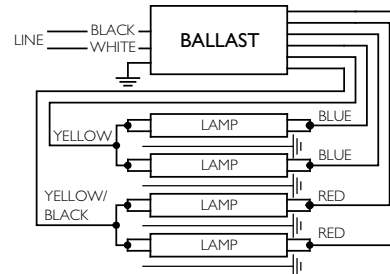 BLACK
LINE
WHITE
BALLAST
BLUE
LAMP
YELLOW
BLUE
LAMP
YELLOW/
BLACK
RED
LAMP
RED
LAMP